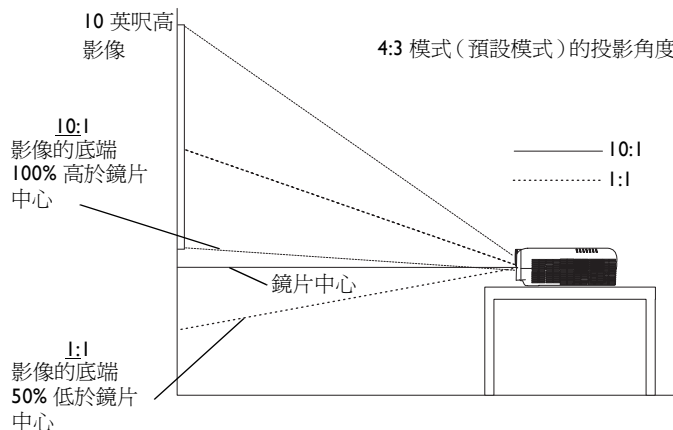 10 英呎高
影像
4:3 模式(預設模式)的投影角度
10:1
影像的底端
100% 高於鏡片
中心
10:1
1:1
鏡片中心
1:1
影像的底端
50% 低於鏡片
中心